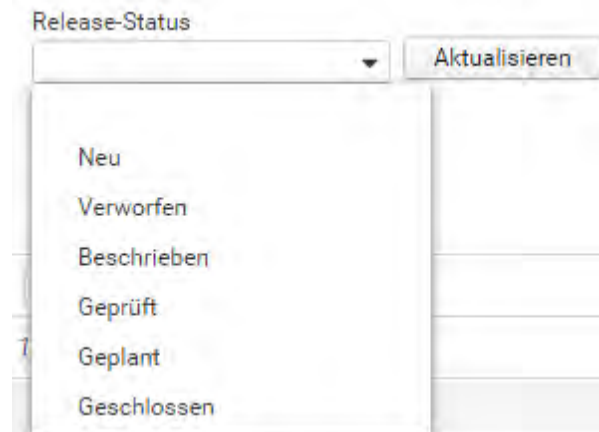 Release-Status
Aktualisieren
Neu
Verworfen
Beschrieben
Geprüft
Geplant
Geschlossen